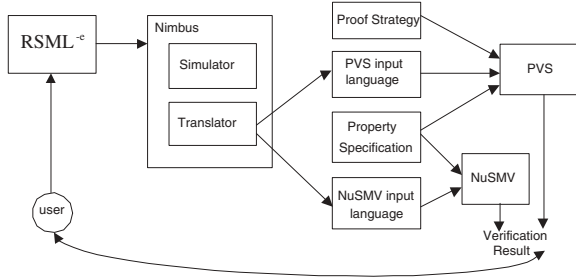 RSML-e
Nimbus
Simulator
Translator
Proof Strategy
PVS input
language
Property
Specification
NuSMV input
language
PVS
NuSMV
user
Verification
Result